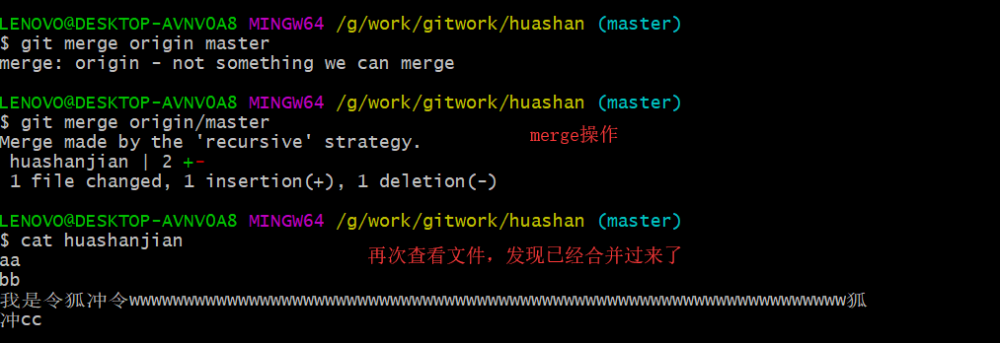 LENOVO@DESKTOP-AVNV0A8 MINGW64 /g/work/gitwork/huashan (master)
$ git merge origin master
merge: origin - not something we can merge
LENOVO@DESKTOP-AVNV0A8 MINGW64 /g/work/gitwork/huashan (master)
$ git merge origin/master
merge操作
Merge made by the 'recursive' strategy.
huashanjian | 2 +-
1 file changed, 1 insertion(+), 1 deletion(-)
LENOVO@DESKTOP-AVNV0A8 MINGW64 /g/work/gitwork/huashan (master)
$ cat huashanjian
再次查看文件，发现已经合并过来了
aa
bb
我是令狐冲令wwwwwwwwwwwwwwwwwwwwwwwwwwwwwwwwwwwwwwwwwwwwwwwwwwwwwwwwwwwwwwwwww狐
冲cc